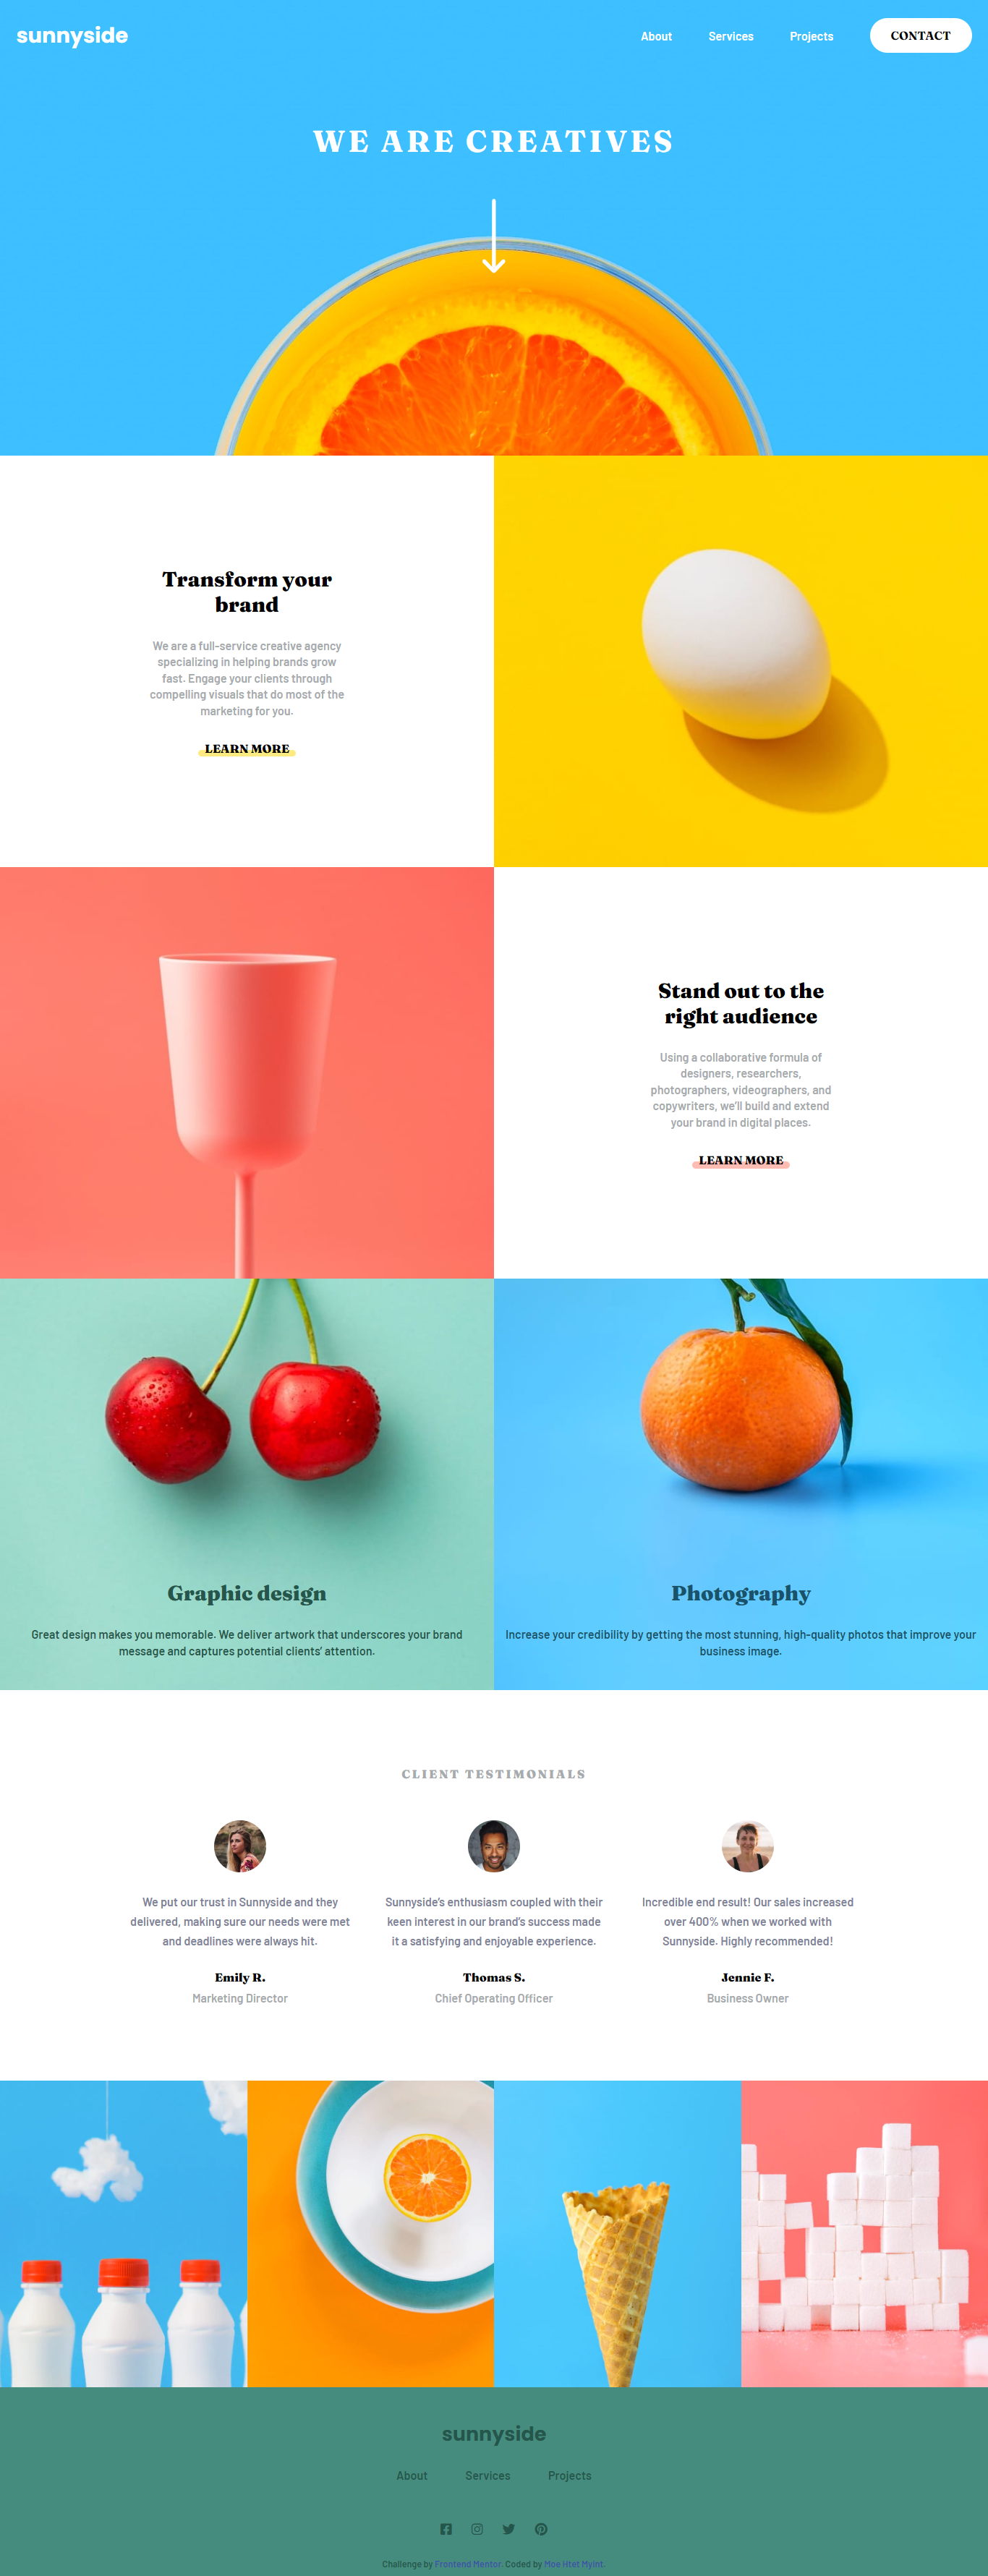 sunnyside
About Services Projects CONTACT
WE ARE CREATIVES
Transform your
brand
We are a full-service creative agency
specializing in helping brands grow
fast. Engage your clients through
compelling visuals that do most of the
marketing for you.
LEARN MORE
Stand out to the
right audience
Using a collaborative formula of
designers, researchers,
photographers, videographers, and
copywriters, we'll build and extend
your brand in digital places.
LEARN MORE
Graphic design
Great design makes you memorable. We deliver artwork that underscores your brand
message and captures potential clients' attention.
Photography
Increase your credibility by getting the most stunning, high-quality photos that improve your
business image.
CLIENT TESTIMONIALS
We put our trust in Sunnyside and they
delivered, making sure our needs were met
and deadlines were always hit.
Emily R.
Marketing Director
Sunnyside's enthusiasm coupled with their
keen interest in our brand's success made
it a satisfying and enjoyable experience.
Thomas S.
Chief Operating Officer
Incredible end result! Our sales increased
over 400% when we worked with
Sunnyside. Highly recommended!
Jennie F.
Business Owner
sunnyside
About Services Projects
Challenge by Frontend Mentor. Coded by Moe Htet Myint.